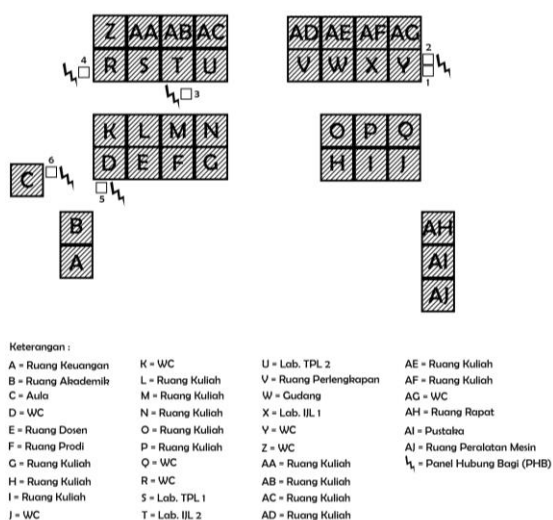 Z AA AB AC AD AE AF AG
4 R S T U V W X Y 2
1
3
K L M N O P Q
6 D E F G H I J
C
5
B AH
A AI
AJ
Keterangan :
A = Ruang Keuangan
B = Ruang Akademik
C = Aula
D = WC
E = Ruang Dosen
F = Ruang Prodi
G = Ruang Kuliah
H = Ruang Kuliah
I = Ruang Kuliah
J = WC
K = WC
L = Ruang Kuliah
M = Ruang Kuliah
N = Ruang Kuliah
O = Ruang Kuliah
P = Ruang Kuliah
Q = WC
R = WC
S = Lab. TPL 1
T = Lab. IJL 2
U = Lab. TPL 2
V = Ruang Perlengkapan
W = Gudang
X = Lab. IJL 1
Y = WC
Z = WC
AA = Ruang Kuliah
AB = Ruang Kuliah
AC = Ruang Kuliah
AD = Ruang Kuliah
AE = Ruang Kuliah
AF = Ruang Kuliah
AG = WC
AH = Ruang Rapat
AI = Pustaka
AJ = Ruang Peralatan Mesin
= Panel Hubung Bagi (PHB)